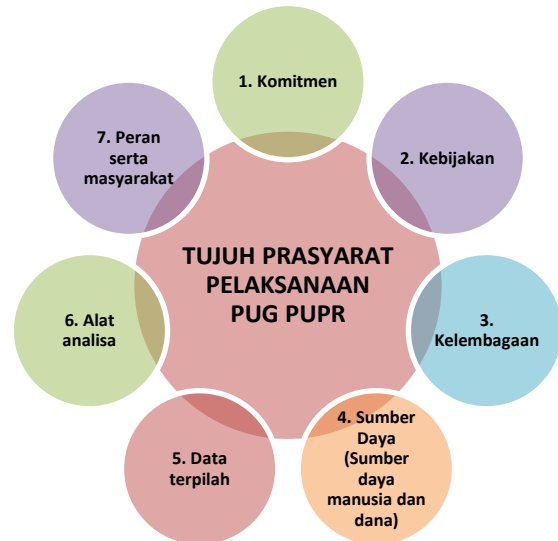 1. Komitmen
2. Kebijakan
3.
Kelembagaan
4. Sumber
Daya
(Sumber
daya
manusia dan
dana)
5. Data
terpilah
6. Alat
analisa
7. Peran
serta
masyarakat
TUJUH PRASYARAT
PELAKSANAAN
PUG PUPR